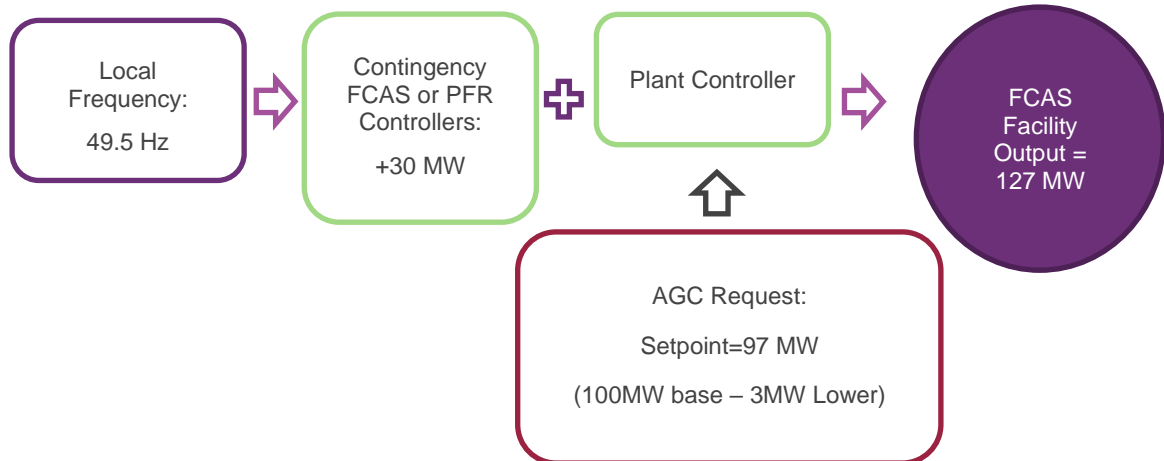 Local
Frequency:
49.5 Hz
Contingency
FCAS or PFR
Controllers:
+30 MW
Plant Controller
FCAS
Facility
Output =
127 MW
AGC Request:
Setpoint=97 MW
(100MW base – 3MW Lower)